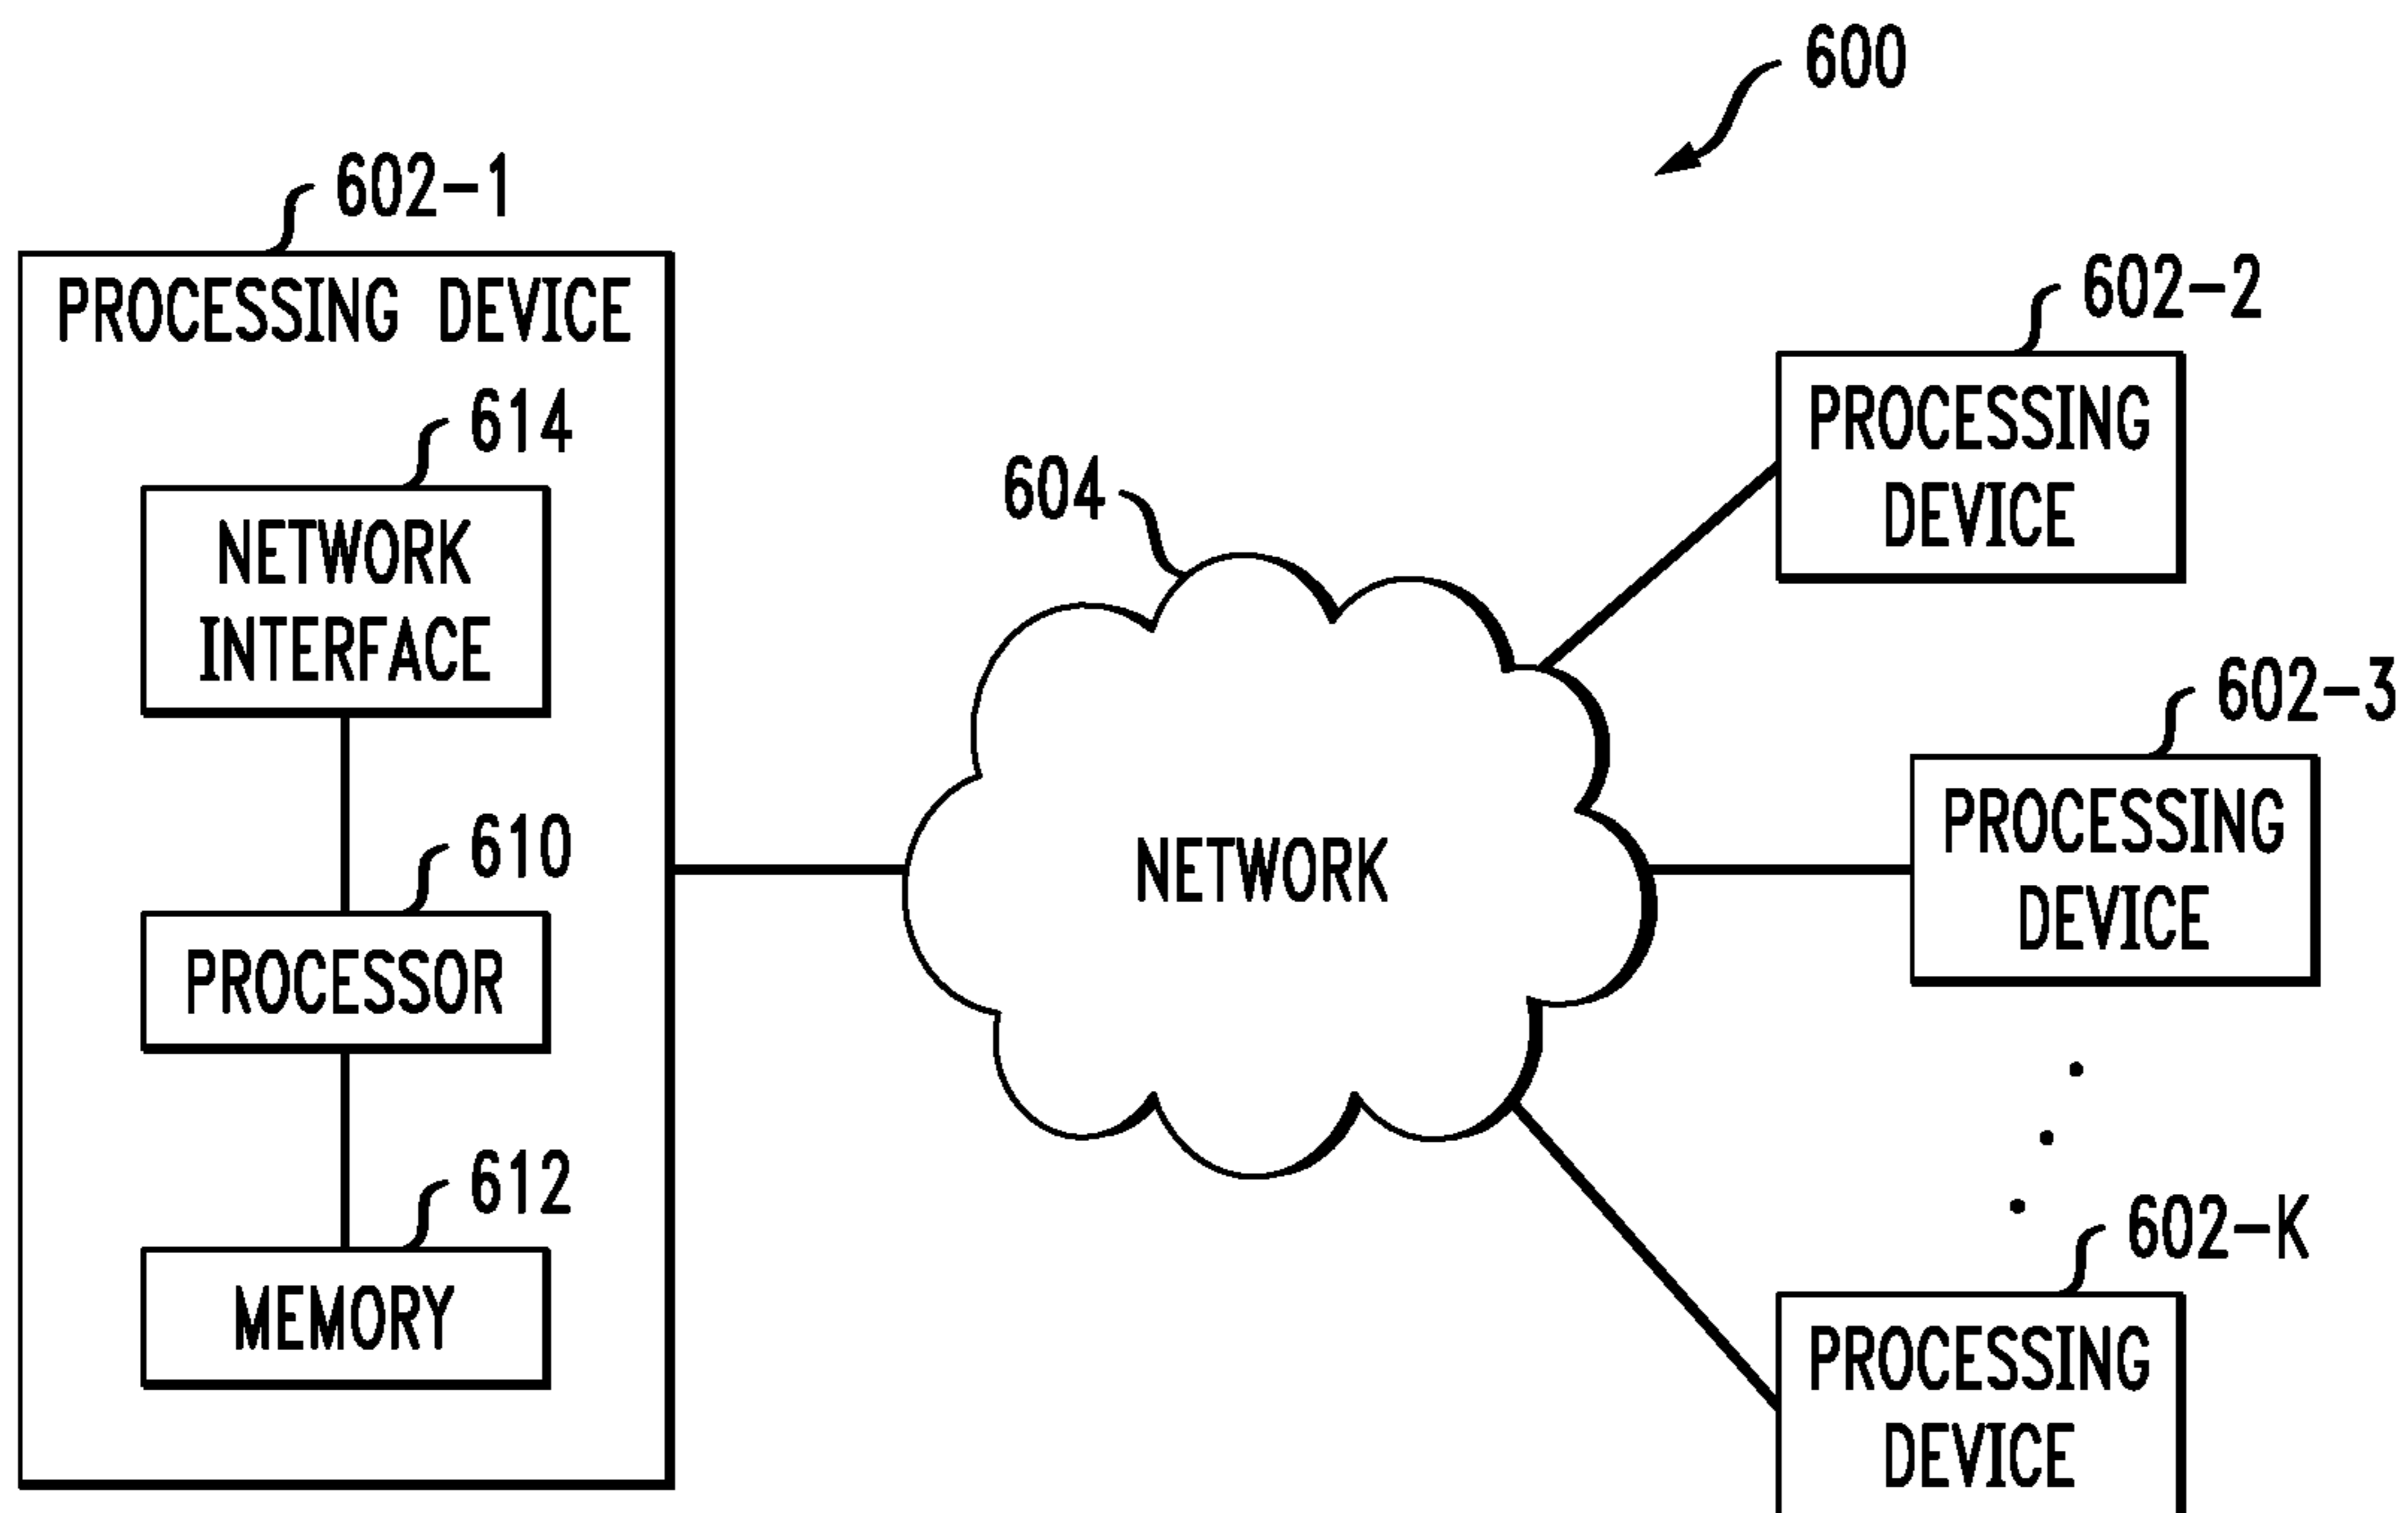 600
602-1
PROCESSING DEVICE
614
NETWORK
INTERFACE
610
PROCESSOR
612
MEMORY
604
NETWORK
602-2
PROCESSING
DEVICE
602-3
PROCESSING
DEVICE
602-K
PROCESSING
DEVICE